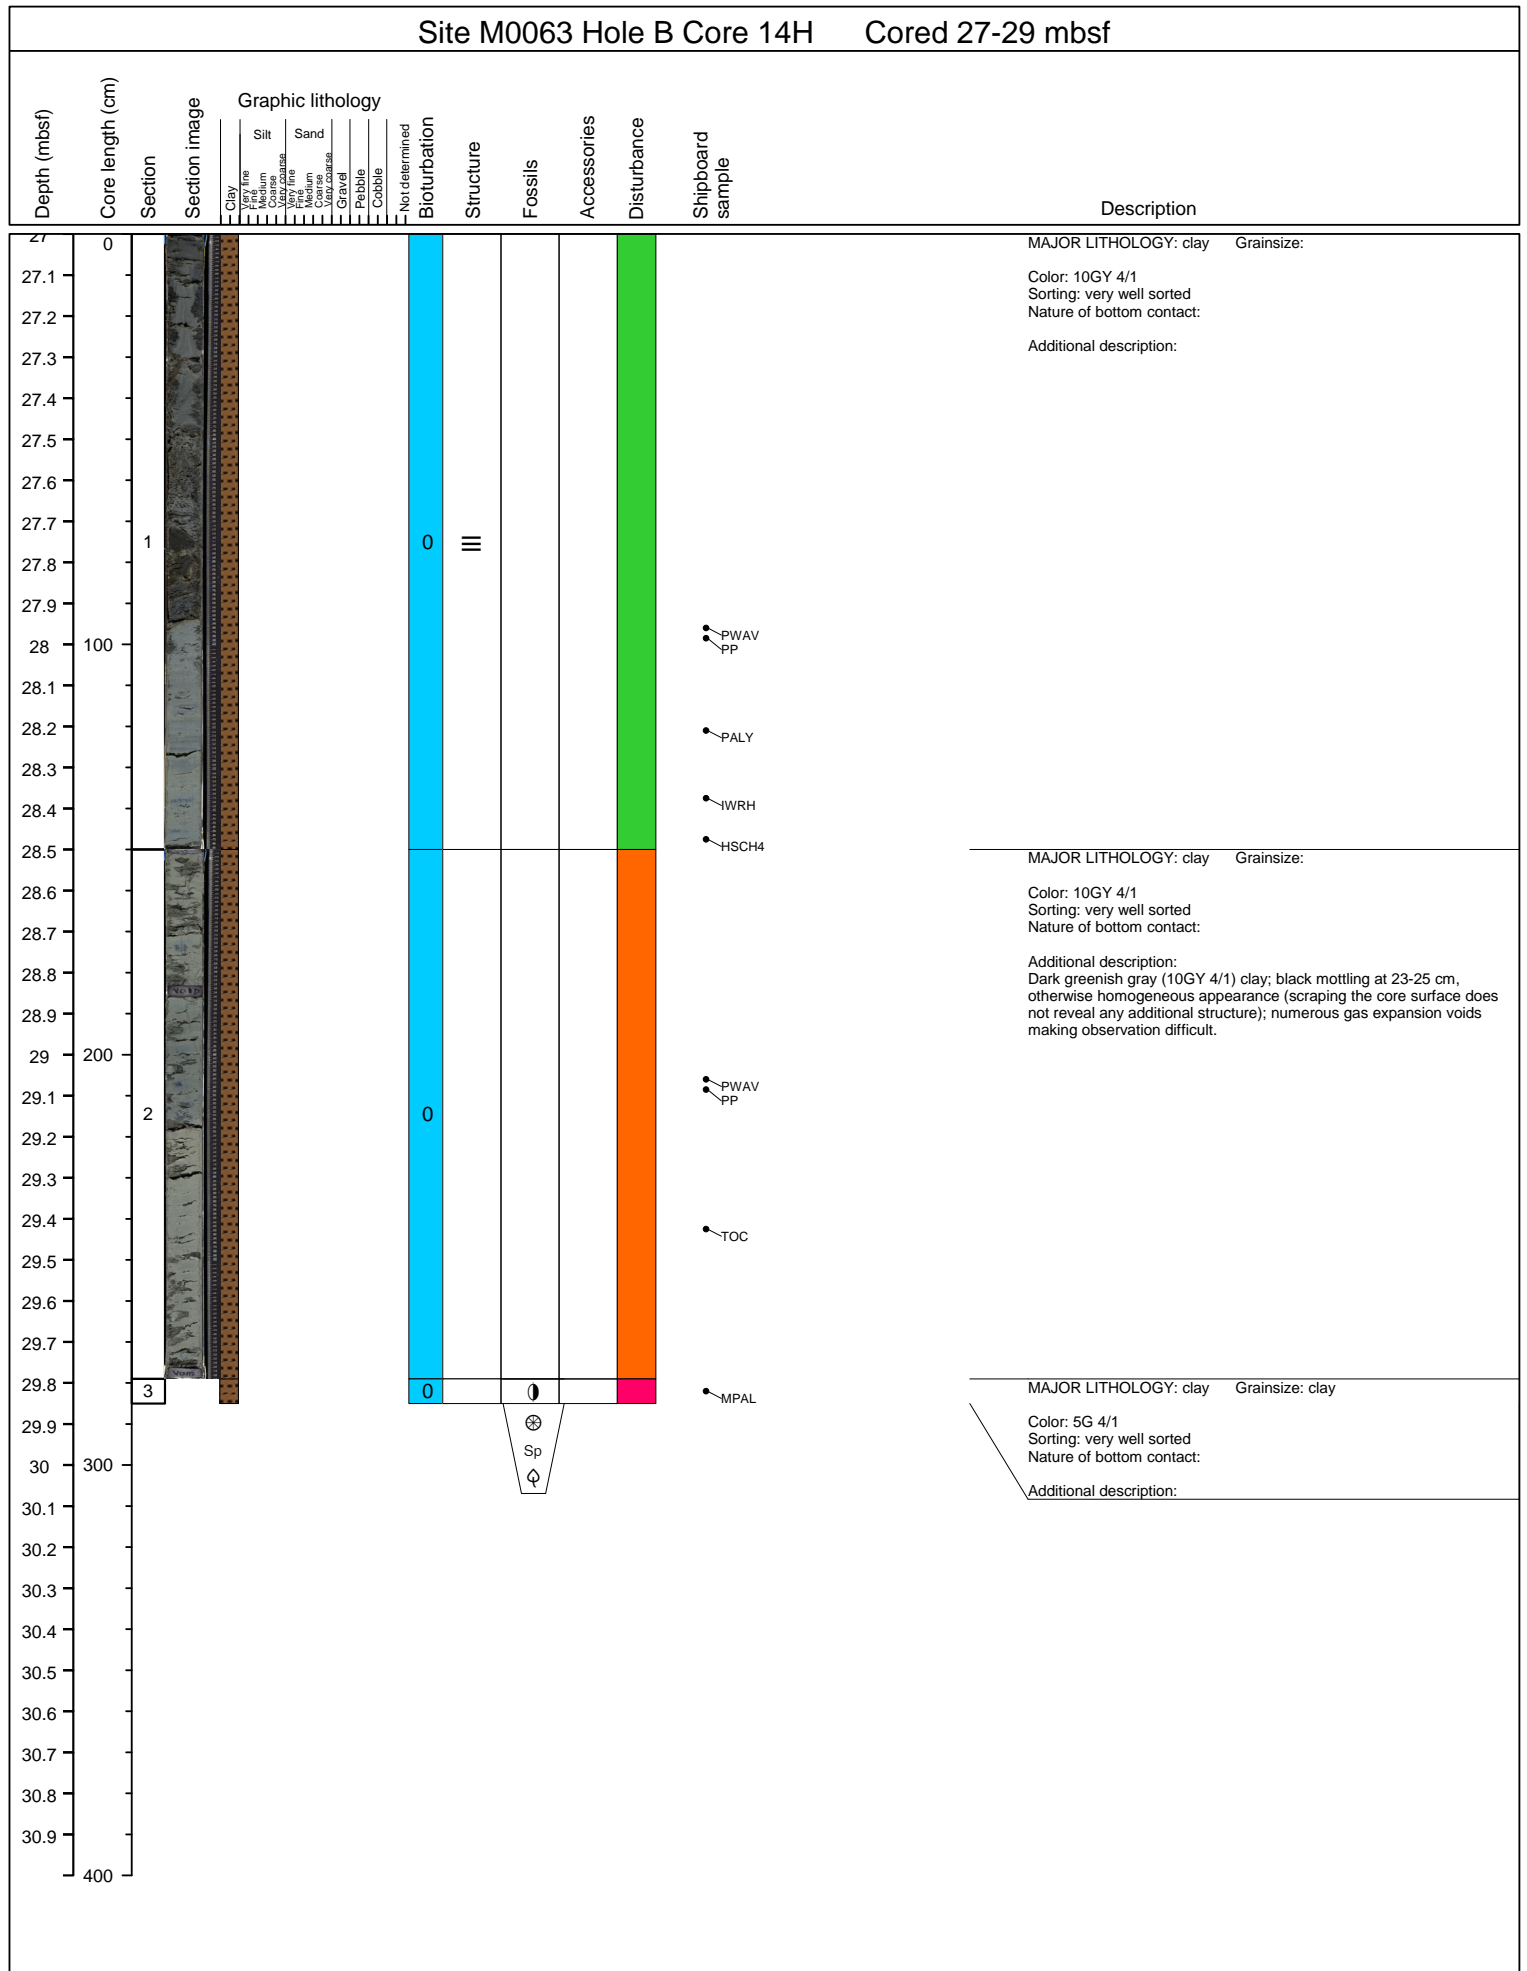 Site M0063 Hole B Core 14H Cored 27-29 mbsf
Depth (mbsf)
Core length (cm)
Section
Section image
Graphic lithology
Clay
Silt
Very fine
Fine
Medium
Coarse
Very coarse
Sand
Very fine
Fine
Medium
Coarse
Very coarse
Gravel
Pebble
Cobble
Not determined
Bioturbation
Structure
Fossils
Accessories
Disturbance
Shipboard
sample
Description
27
27.1
27.2
27.3
27.4
27.5
27.6
27.7
27.8
27.9
28
28.1
28.2
28.3
28.4
28.5
28.6
28.7
28.8
28.9
29
29.1
29.2
29.3
29.4
29.5
29.6
29.7
29.8
29.9
30
30.1
30.2
30.3
30.4
30.5
30.6
30.7
30.8
30.9
0
100
200
300
400
1
2
3
VOID
VOID
0
0
0
Sp
PWAV
PP
PALY
IWRH
HSCH4
PWAV
PP
TOC
MPAL
MAJOR LITHOLOGY: clay Grainsize:
Color: 10GY 4/1
Sorting: very well sorted
Nature of bottom contact:
Additional description:
MAJOR LITHOLOGY: clay Grainsize:
Color: 10GY 4/1
Sorting: very well sorted
Nature of bottom contact:
Additional description:
Dark greenish gray (10GY 4/1) clay; black mottling at 23-25 cm,
otherwise homogeneous appearance (scraping the core surface does
not reveal any additional structure); numerous gas expansion voids
making observation difficult.
MAJOR LITHOLOGY: clay Grainsize: clay
Color: 5G 4/1
Sorting: very well sorted
Nature of bottom contact:
Additional description: